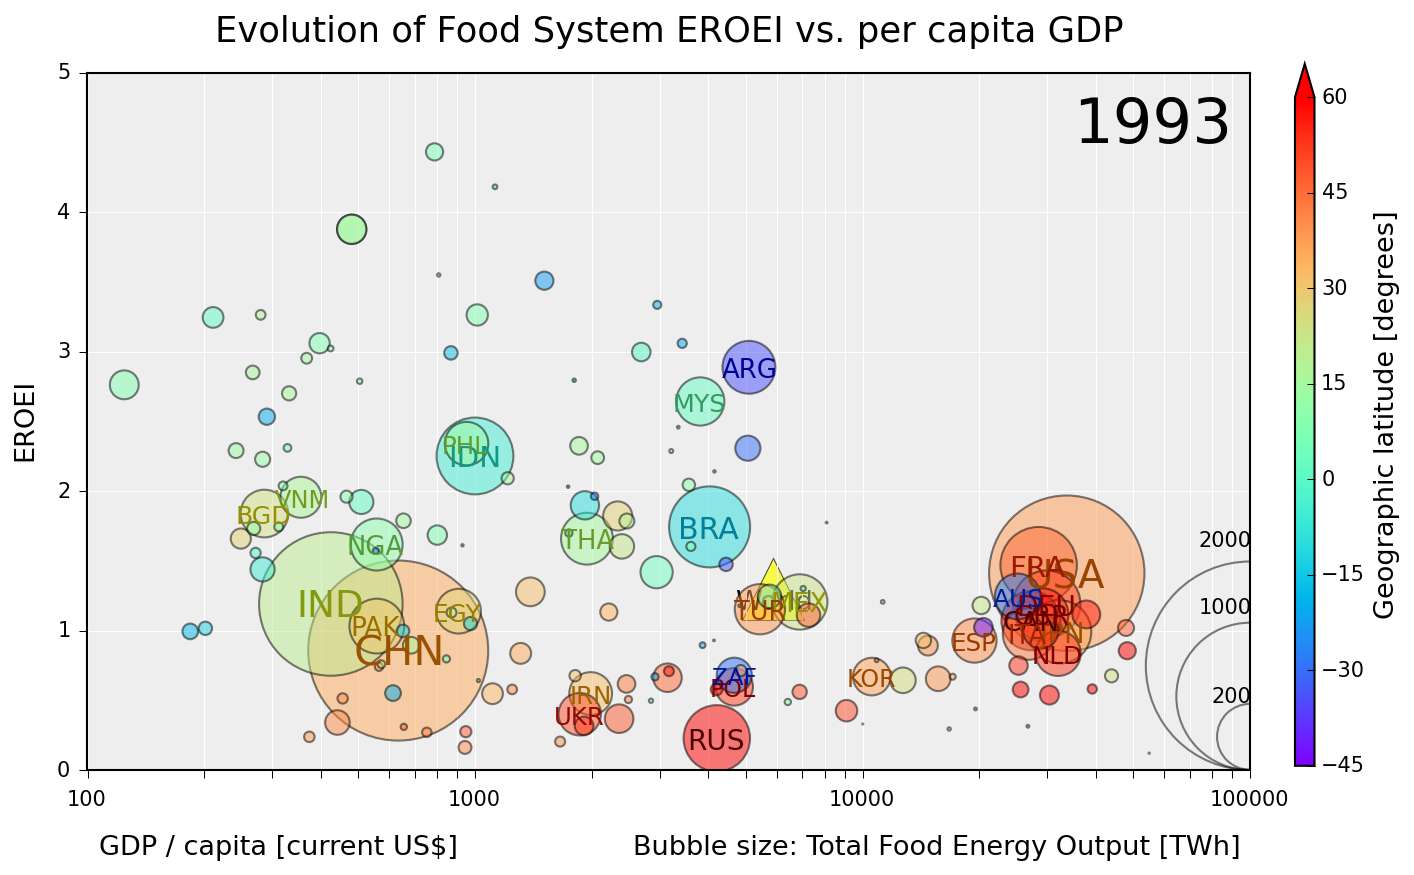 Evolution of Food System EROEI vs. per capita GDP
1993
EROEI
5
4
3
2
1
0
100
1000
10000
100000
GDP / capita [current US$]
Bubble size: Total Food Energy Output [TWh]
ARG
MYS
PHL
IDN
VNM
BGD
NGA
THA
BRA
IND
PAK
EGY
CHN
IRN
UKR
TUR
MEX
ZAF
POL
RUS
KOR
ESP
AUS
FRA
USA
NLD
2000
1000
200
60
45
30
15
0
−15
−30
−45
Geographic latitude [degrees]